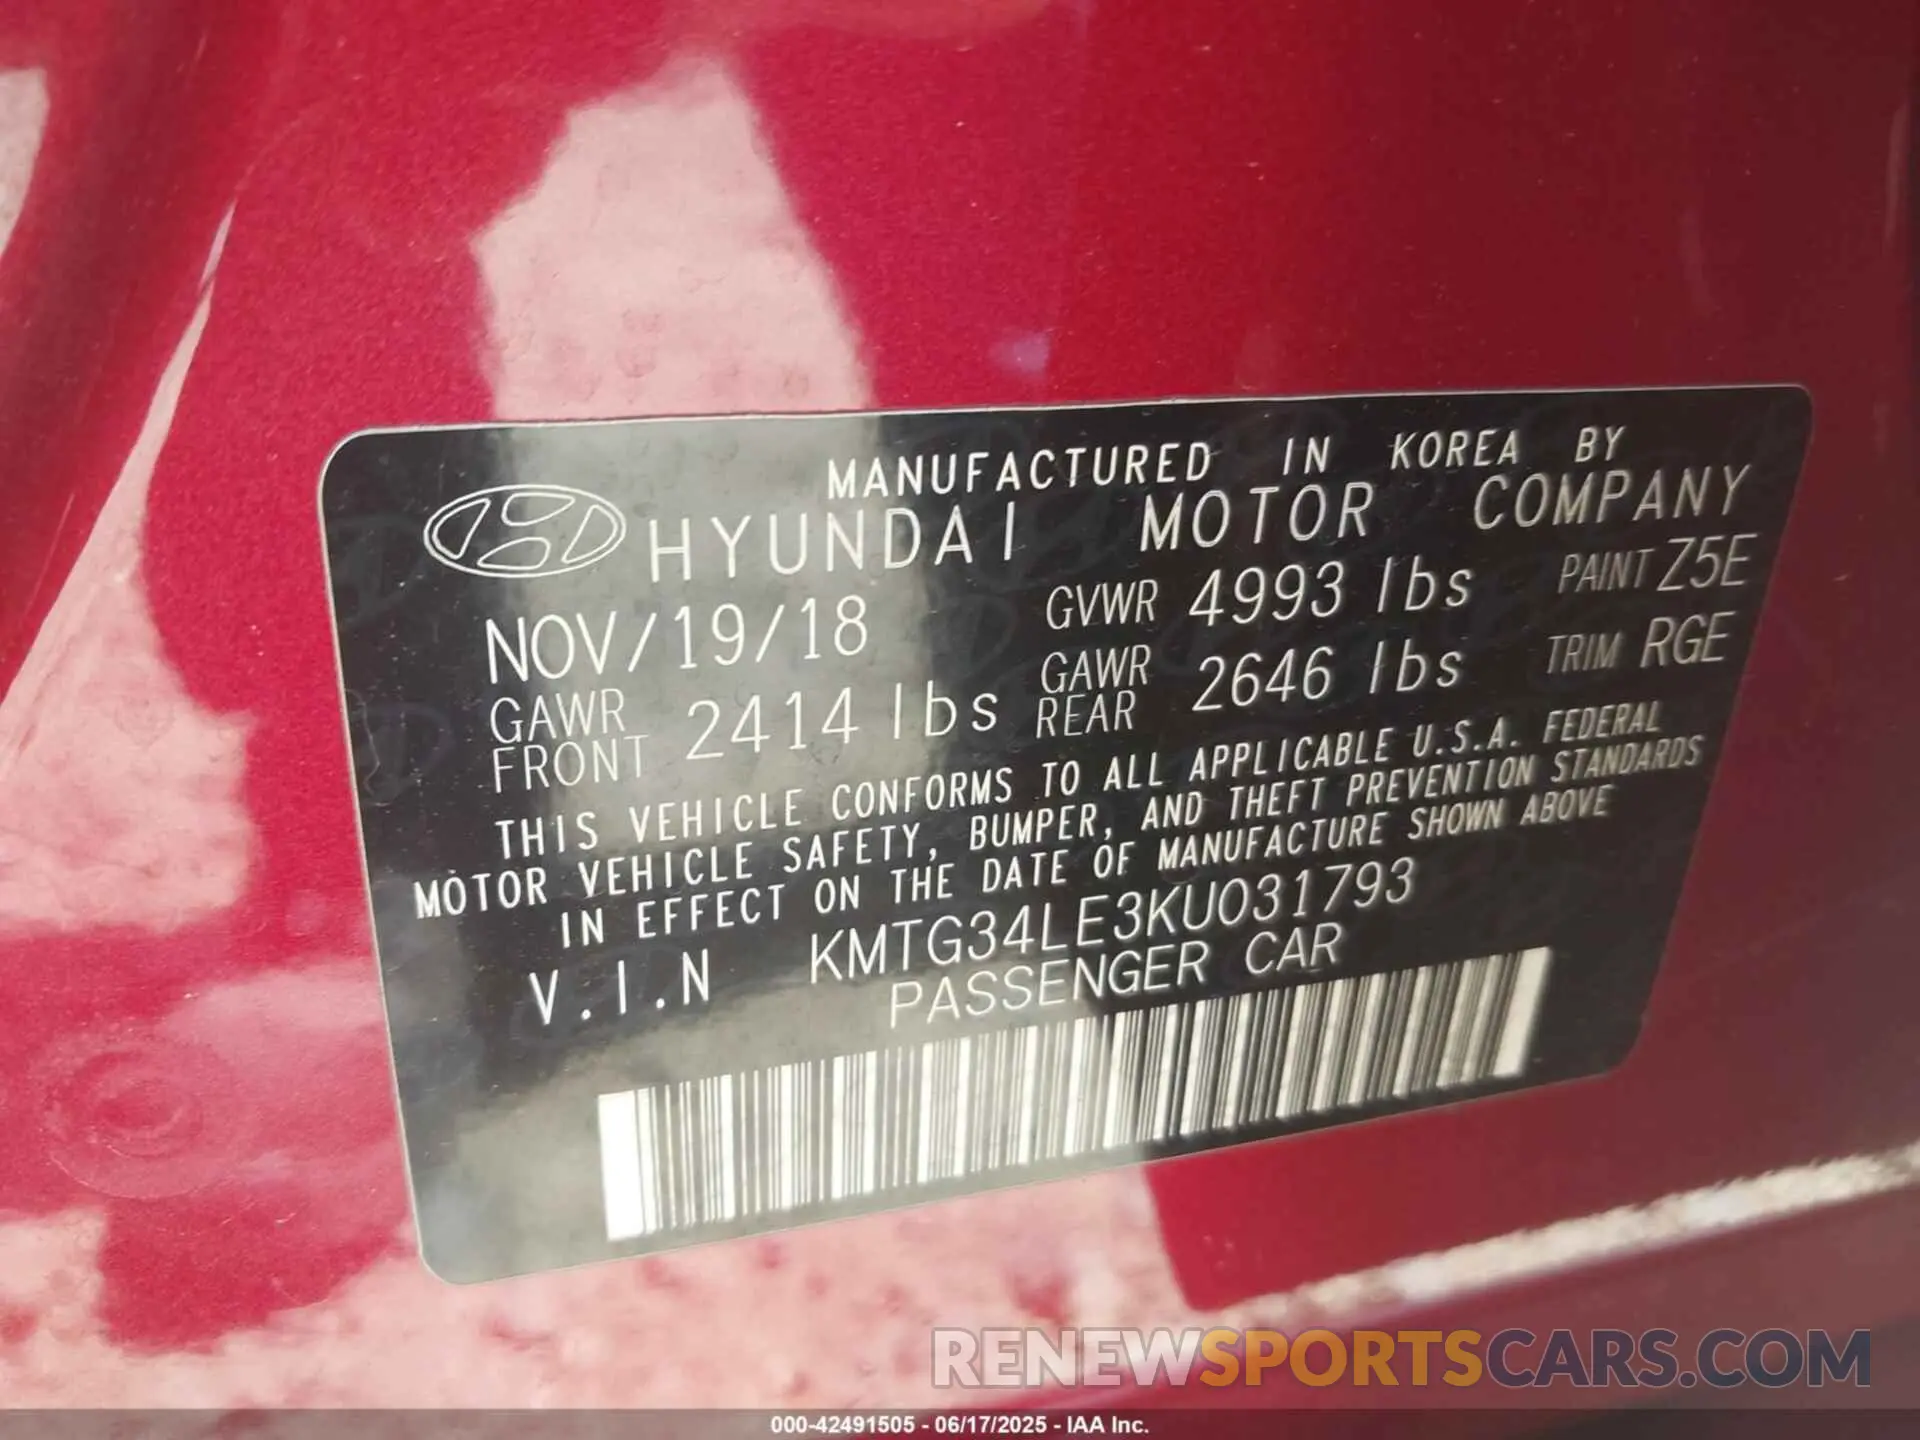 MANUFACTURED IN KOREA BY
HYUNDAI MOTOR COMPANY
NOV/19/18 GVWR 4993 lbs PAINT Z5E
GAWR FRONT 2414 lbs GAWR REAR 2646 lbs TRIM RGE
THIS VEHICLE CONFORMS TO ALL APPLICABLE U.S.A. FEDERAL
MOTOR VEHICLE SAFETY, BUMPER, AND THEFT PREVENTION STANDARDS
IN EFFECT ON THE DATE OF MANUFACTURE SHOWN ABOVE
V.I.N KMTG34LE3KU031793
PASSENGER CAR
RENEWSPORTSCARS.COM
000-42491505 - 06/17/2025 - IAA Inc.